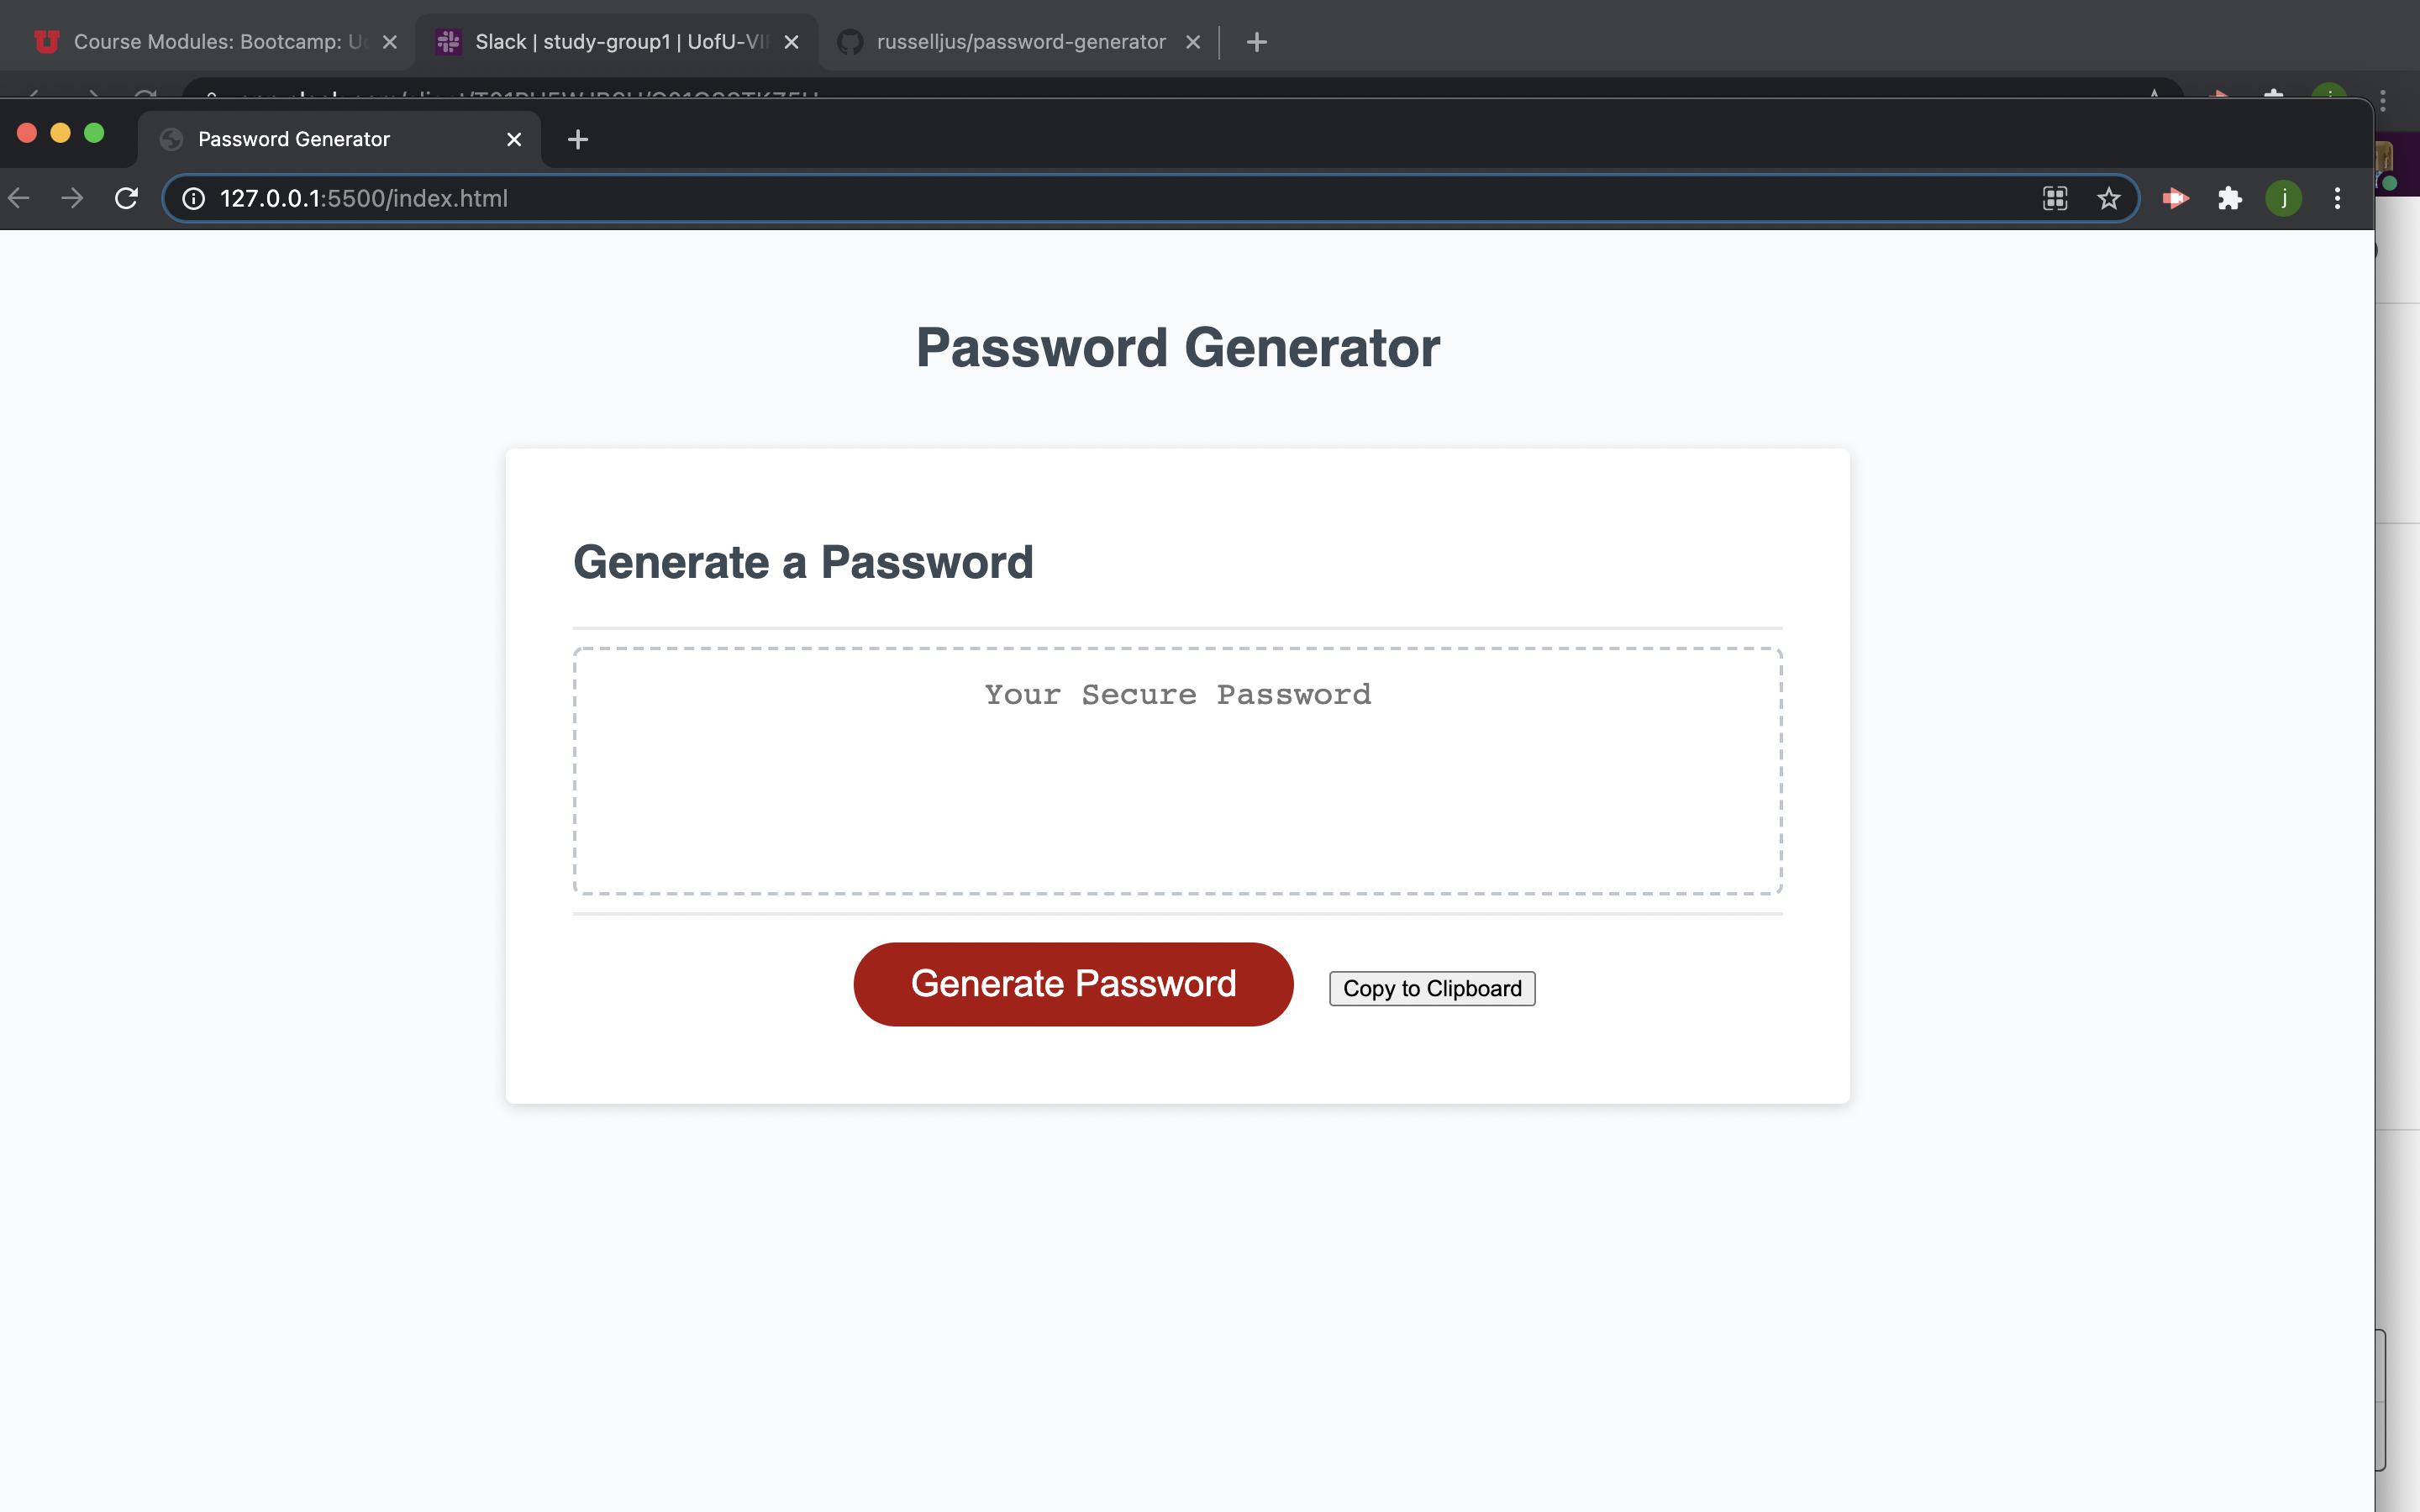 Course Modules: Bootcamp: U
Slack | study-group1 | UofU-VI
russelljus/password-generator
Password Generator
127.0.0.1:5500/index.html
j
Password Generator
Generate a Password
Your Secure Password
Generate Password
Copy to Clipboard